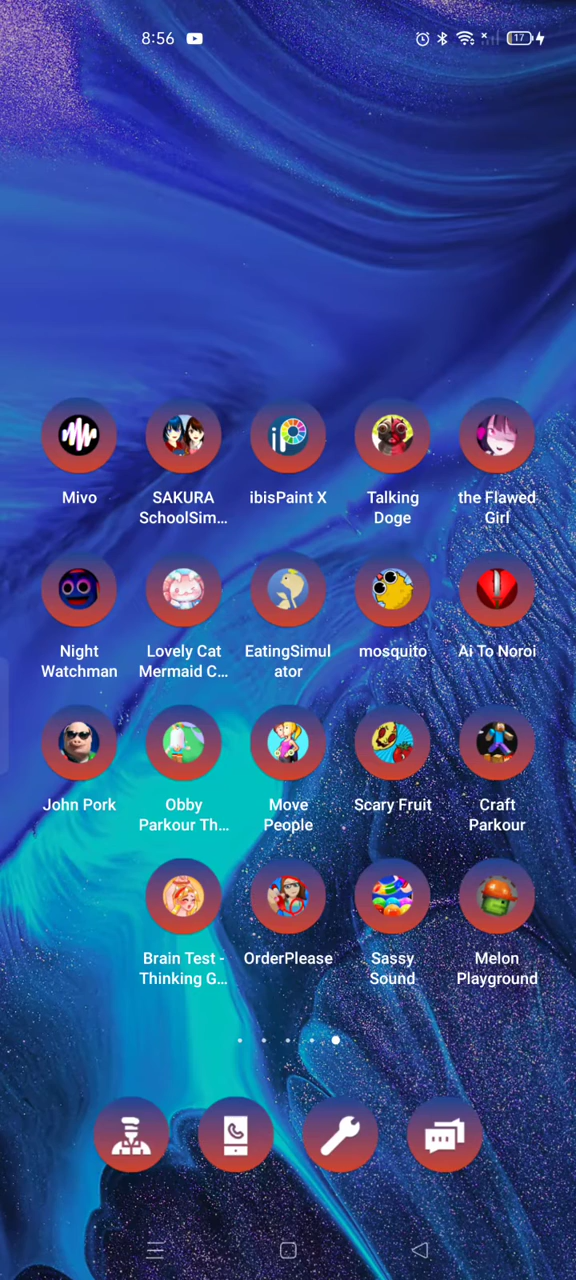 8:56
17
Mivo
SAKURA
SchoolSim...
ibisPaint X
Talking
Doge
the Flawed
Girl
Night
Watchman
Lovely Cat
Mermaid C...
EatingSimul
ator
mosquito
Ai To Noroi
John Pork
Obby
Parkour Th...
Move
People
Scary Fruit
Craft
Parkour
Brain Test -
Thinking G...
OrderPlease
Sassy
Sound
Melon
Playground